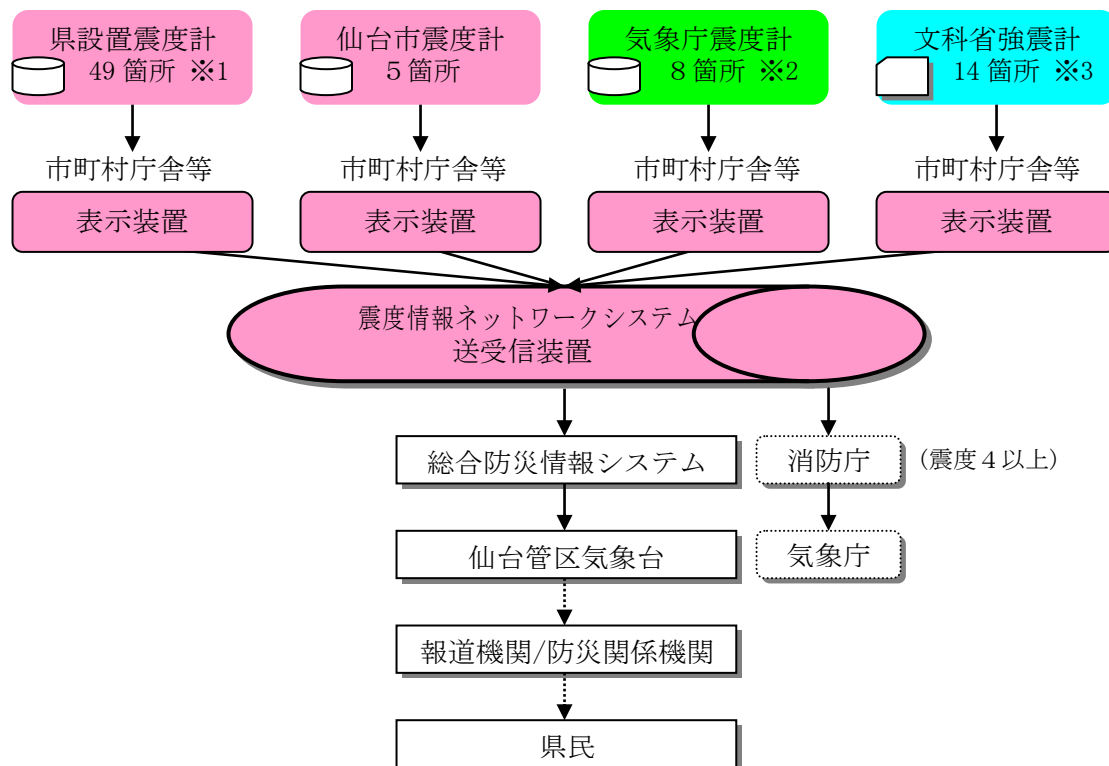 県設置震度計
49 箇所 ※1
仙台市震度計
5 箇所
気象庁震度計
8 箇所 ※2
文科省強震計
14 箇所 ※3
市町村庁舎等
市町村庁舎等
市町村庁舎等
市町村庁舎等
表示装置
表示装置
表示装置
表示装置
震度情報ネットワークシステム
送受信装置
総合防災情報システム
消防庁
(震度４以上)
仙台管区気象台
気象庁
報道機関/防災関係機関
県民